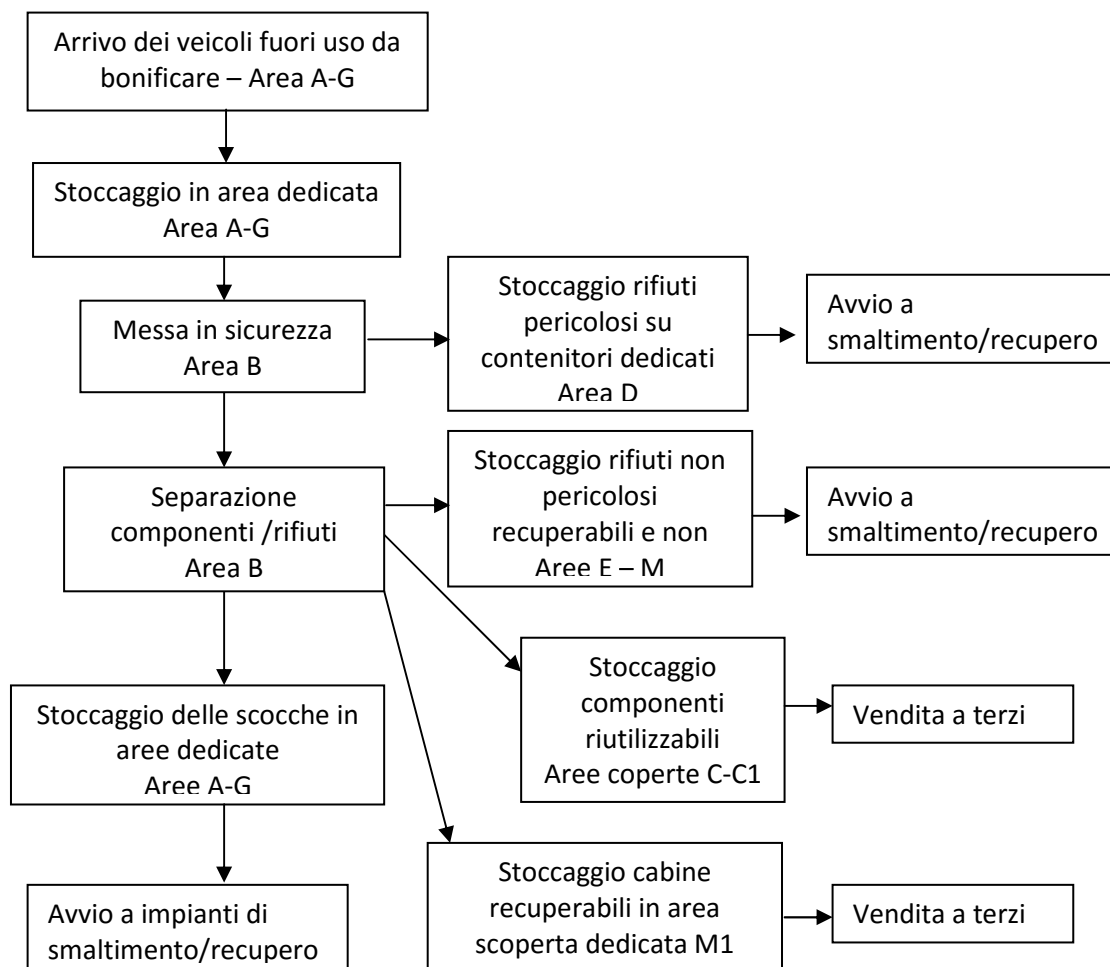 Arrivo dei veicoli fuori uso da
bonificare – Area A-G
Stoccaggio in area dedicata
Area A-G
Messa in sicurezza
Area B
Stoccaggio rifiuti
pericolosi su
contenitori dedicati
Area D
Avvio a
smaltimento/recupero
Separazione
componenti /rifiuti
Area B
Stoccaggio rifiuti non
pericolosi
recuperabili e non
Aree E – M
Avvio a
smaltimento/recupero
Stoccaggio
componenti
riutilizzabili
Aree coperte C-C1
Vendita a terzi
Stoccaggio delle scocche in
aree dedicate
Aree A-G
Stoccaggio cabine
recuperabili in area
scoperta dedicata M1
Vendita a terzi
Avvio a impianti di
smaltimento/recupero